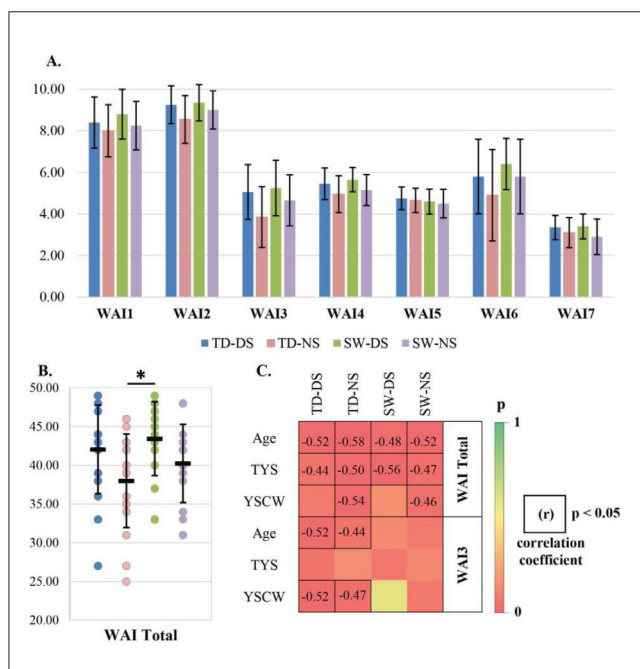 A.
10.00
8.00
6.00
4.00
2.00
0.00
WAI1 WAI2 WAI3 WAI4 WAI5 WAI6 WAI7
TD-DS TD-NS SW-DS SW-NS
B.
50.00
45.00
40.00
35.00
30.00
25.00
20.00
*
WAI Total
C.
TD-DS TD-NS SW-DS SW-NS
Age -0.52 -0.58 -0.48 -0.52
TYS -0.44 -0.50 -0.56 -0.47
YSCW -0.54 -0.46
WAI Total
Age -0.52 -0.44
TYS
YSCW -0.52 -0.47
WAI3
p
1
0
(r) p < 0.05
correlation
coefficient